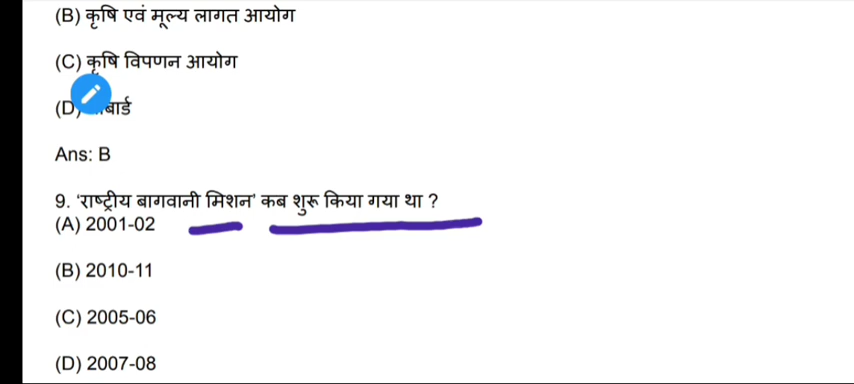 (B) कृषि एवं मूल्य लागत आयोग
(C) कृषि विपणन आयोग
(D)
Ans: B
9. 'राष्ट्रीय बागवानी मिशन' कब शुरू किया गया था ?
(A) 2001-02
(B) 2010-11
(C) 2005-06
(D) 2007-08